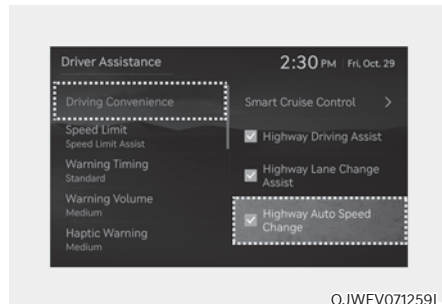 Driver Assistance
2:30 PM Fri, Oct. 29
Driving Convenience
Smart Cruise Control >
Speed Limit
Speed Limit Assist
Highway Driving Assist
Warning Timing
Standard
Highway Lane Change
Assist
Warning Volume
Medium
Highway Auto Speed
Change
Haptic Warning
Medium
OJWEV071259L